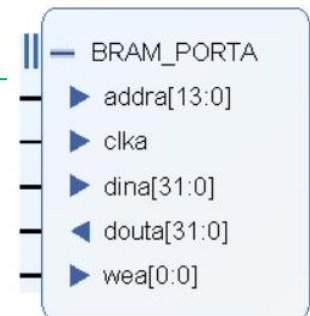 BRAM_PORTA
addra[13:0]
clka
dina[31:0]
douta[31:0]
wea[0:0]